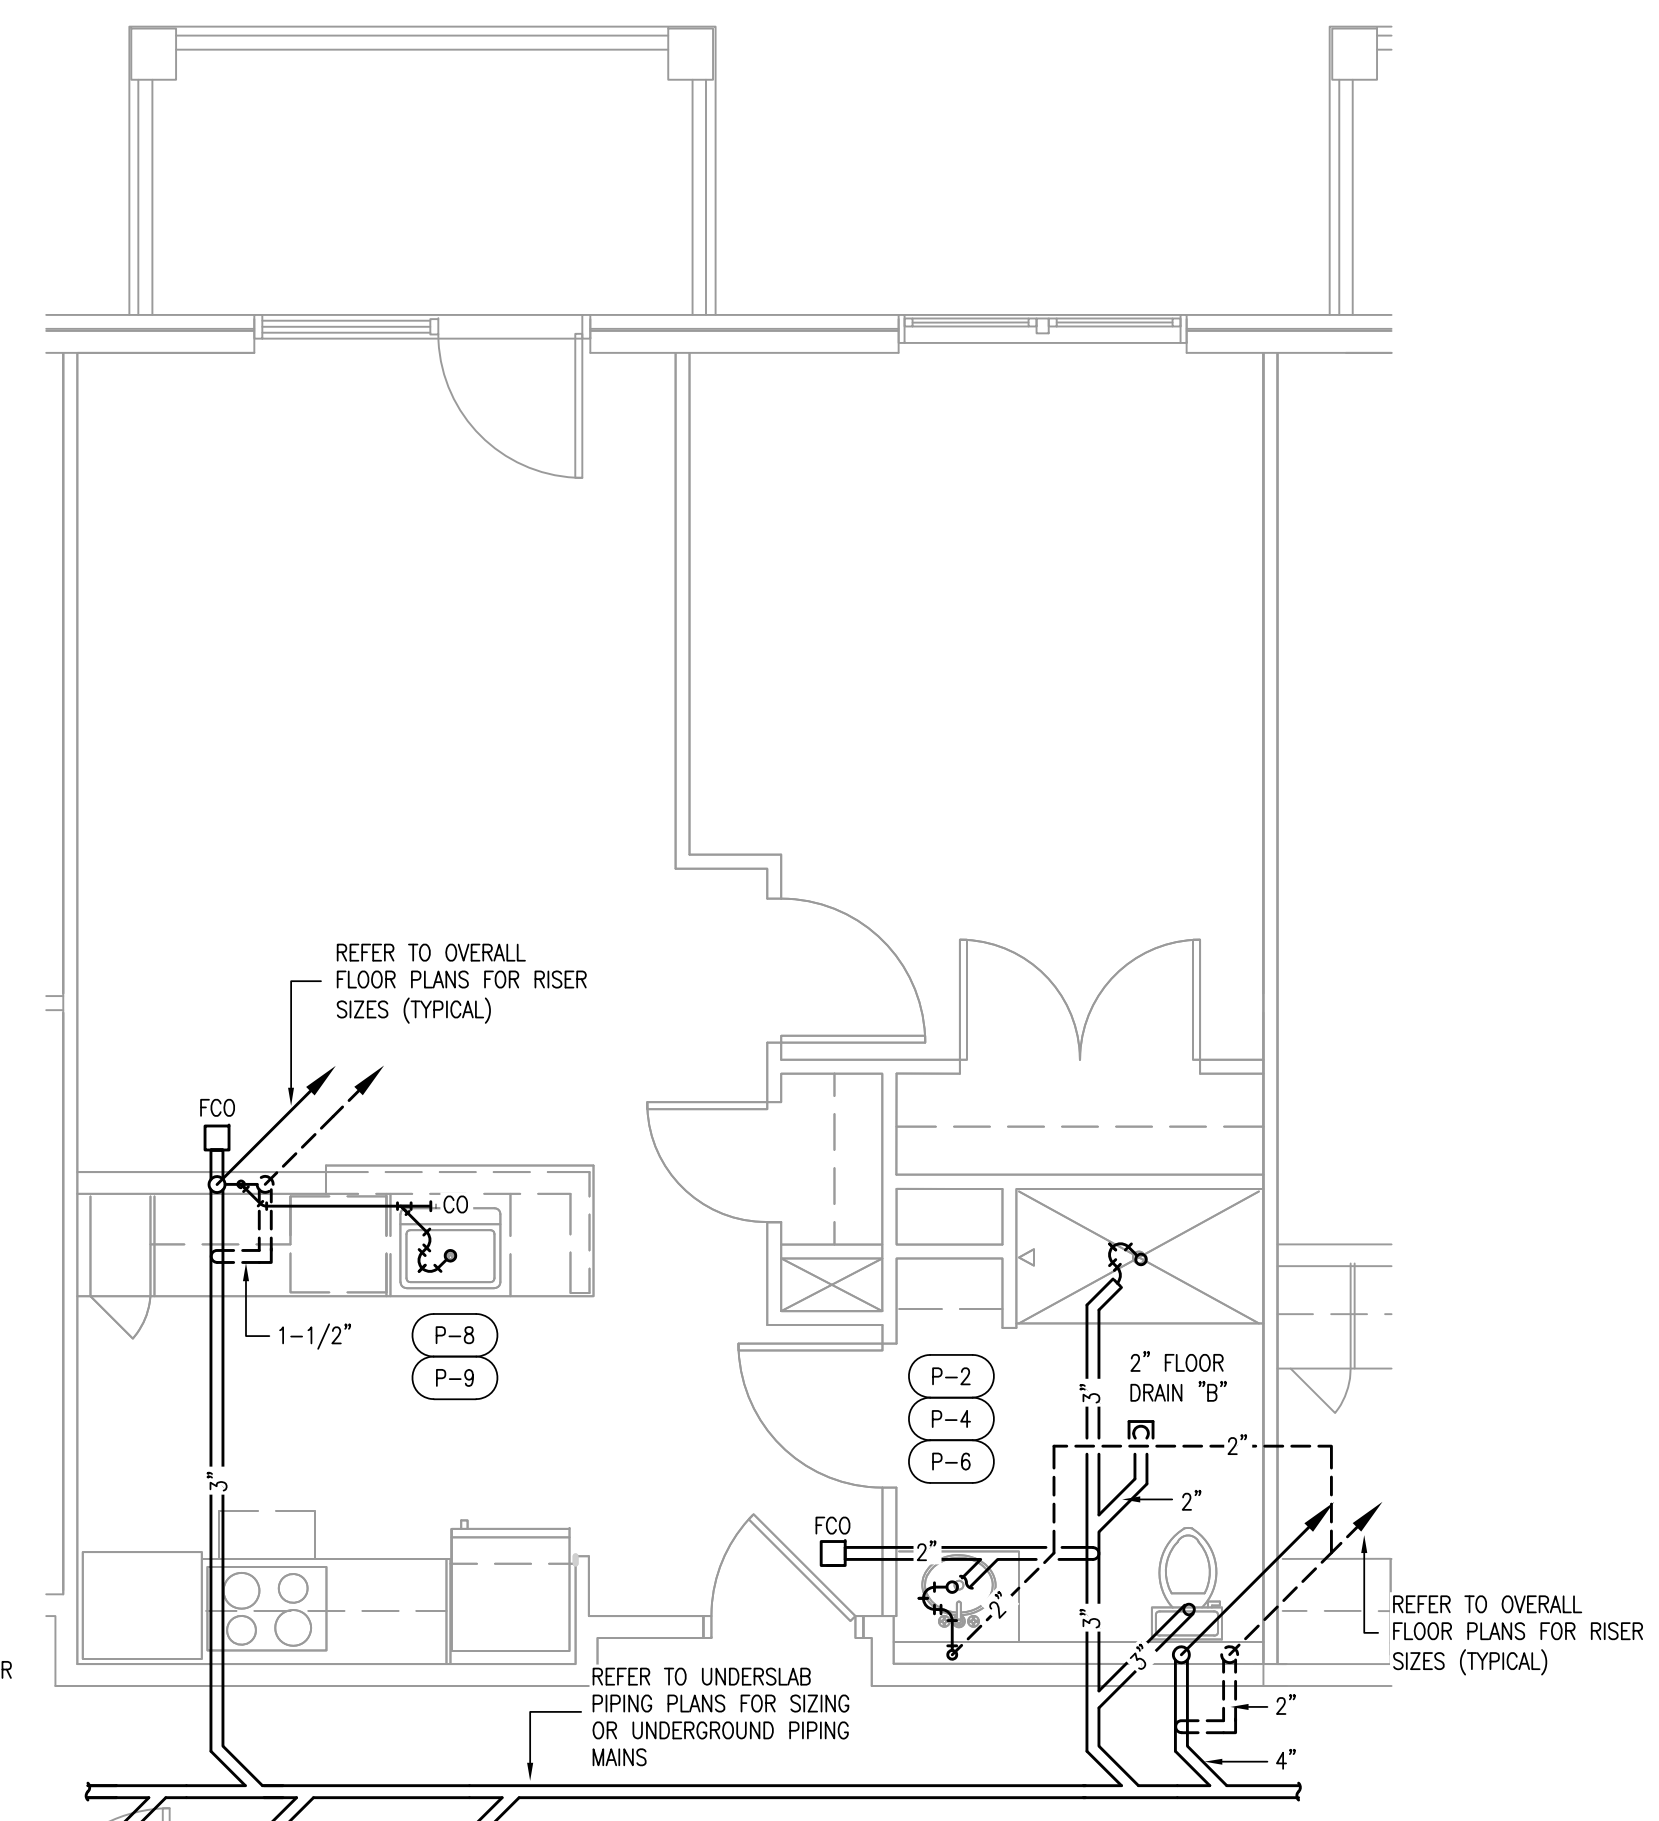 REFER TO OVERALL
FLOOR PLANS FOR RISER
SIZES (TYPICAL)
FCO
CO
1-1/2"
P-8
P-9
3"
P-2
P-4
P-6
2" FLOOR
DRAIN "B"
3"
2"
2"
FCO
2"
2"
3"
3"
REFER TO OVERALL
FLOOR PLANS FOR RISER
SIZES (TYPICAL)
R
REFER TO UNDERSLAB
PIPING PLANS FOR SIZING
OR UNDERGROUND PIPING
MAINS
2"
4"